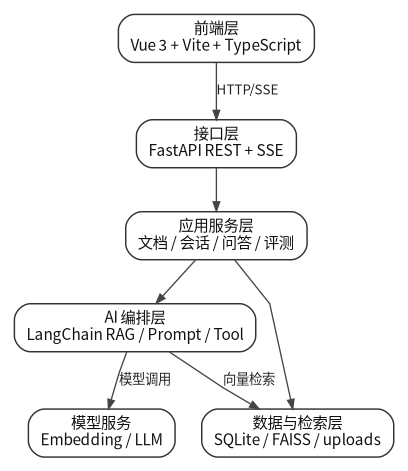 前端层
Vue 3 + Vite + TypeScript
HTTP/SSE
接口层
FastAPI REST + SSE
应用服务层
文档 / 会话 / 问答 / 评测
AI 编排层
LangChain RAG / Prompt / Tool
模型调用
向量检索
模型服务
Embedding / LLM
数据与检索层
SQLite / FAISS / uploads